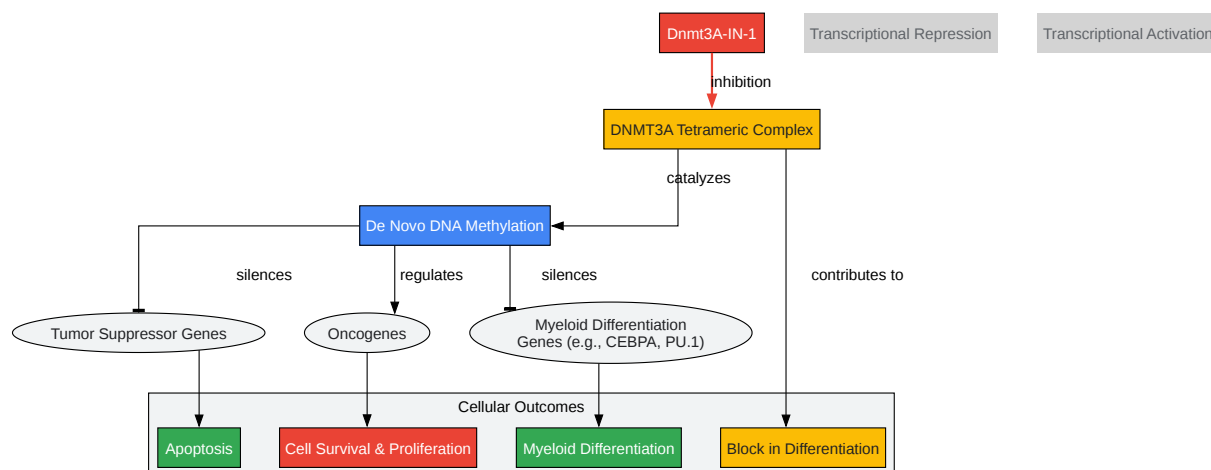 Dnmt3A-IN-1
Transcriptional Repression
Transcriptional Activation
inhibition
DNMT3A Tetrameric Complex
catalyzes
De Novo DNA Methylation
silences
regulates
silences
contributes to
Tumor Suppressor Genes
Oncogenes
Myeloid Differentiation
Genes (e.g., CEBPA, PU.1)
Cellular Outcomes
Apoptosis
Cell Survival & Proliferation
Myeloid Differentiation
Block in Differentiation